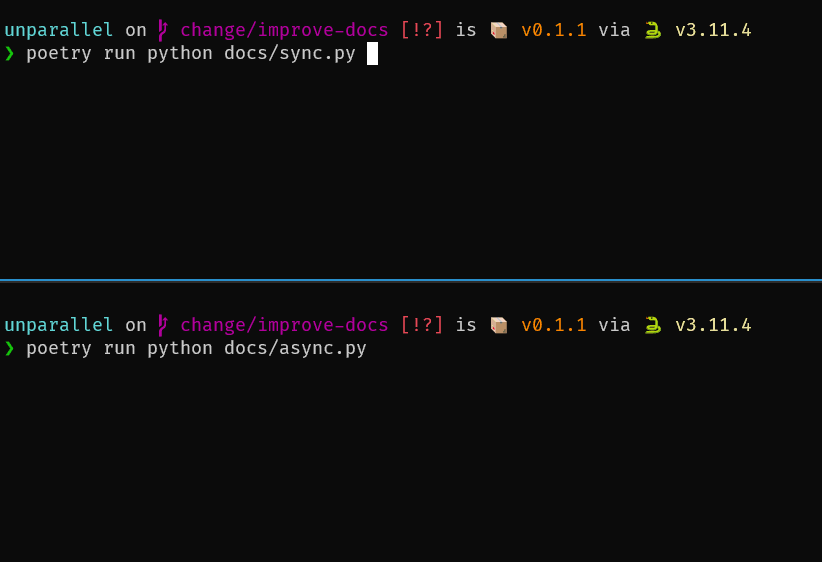 unparallel on change/improve-docs [!?] is 📦 v0.1.1 via 🐍 v3.11.4
❯ poetry run python docs/sync.py
unparallel on change/improve-docs [!?] is 📦 v0.1.1 via 🐍 v3.11.4
❯ poetry run python docs/async.py